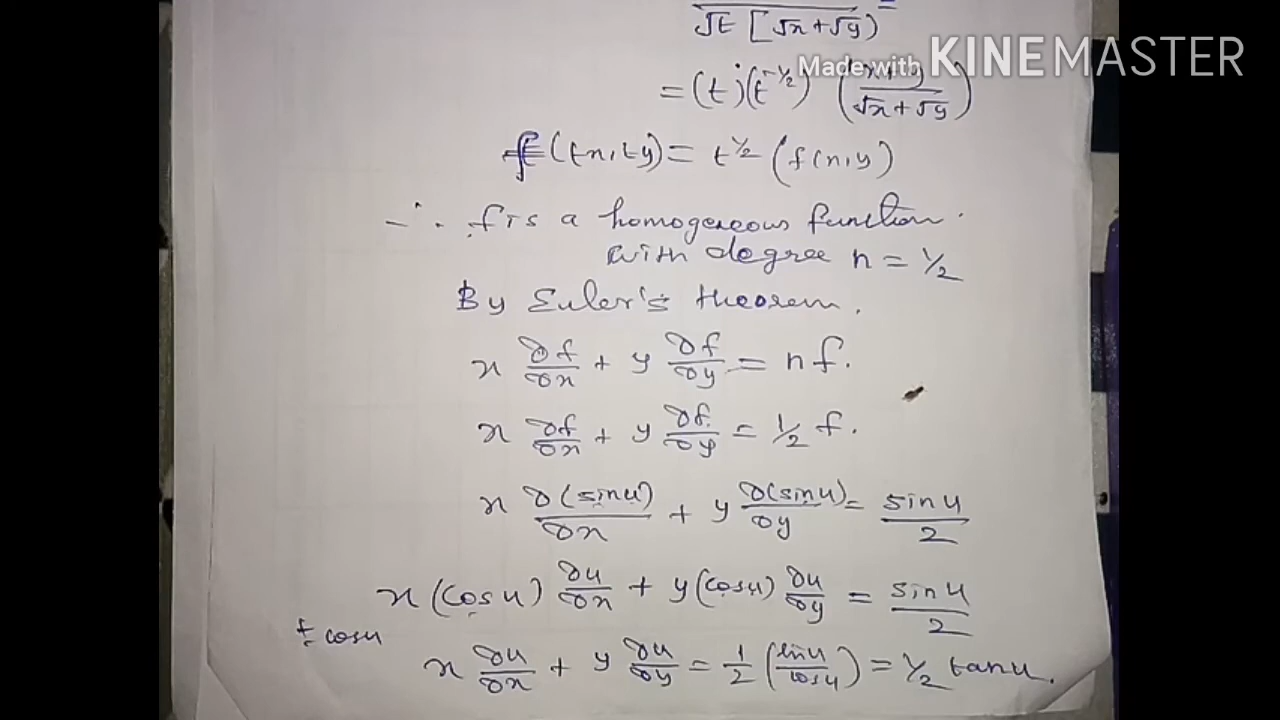 √t [√x+√y)
Made with KINEMASTER
= (t)(t^-1/2) (x+y / √x+√y)
f(tx,ty) = t^1/2 (f(x,y)
∴ f is a homogeneous function.
with degree n = 1/2
By Euler's theorem.
x ∂f/∂x + y ∂f/∂y = nf.
x ∂f/∂x + y ∂f/∂y = 1/2 f.
x ∂(sinu)/∂x + y ∂(sinu)/∂y = sinu/2
x (cosu) ∂u/∂x + y(cosu) ∂u/∂y = sinu/2
÷ cosu
x ∂u/∂x + y ∂u/∂y = 1/2 (sinu/cosu) = 1/2 tanu.